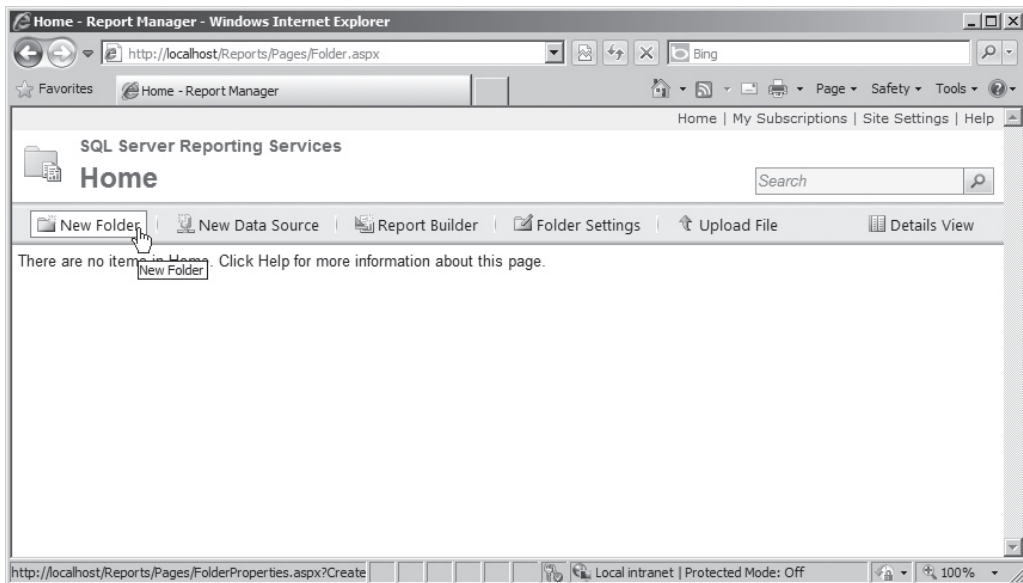 Home - Report Manager - Windows Internet Explorer
http://localhost/Reports/Pages/Folder.aspx
Bing
Favorites
Home - Report Manager
Page
Safety
Tools
Home | My Subscriptions | Site Settings | Help
SQL Server Reporting Services
Home
Search
New Folder
New Data Source
Report Builder
Folder Settings
Upload File
Details View
There are no items in Home. Click Help for more information about this page.
New Folder
http://localhost/Reports/Pages/FolderProperties.aspx?Create
Local intranet | Protected Mode: Off
100%